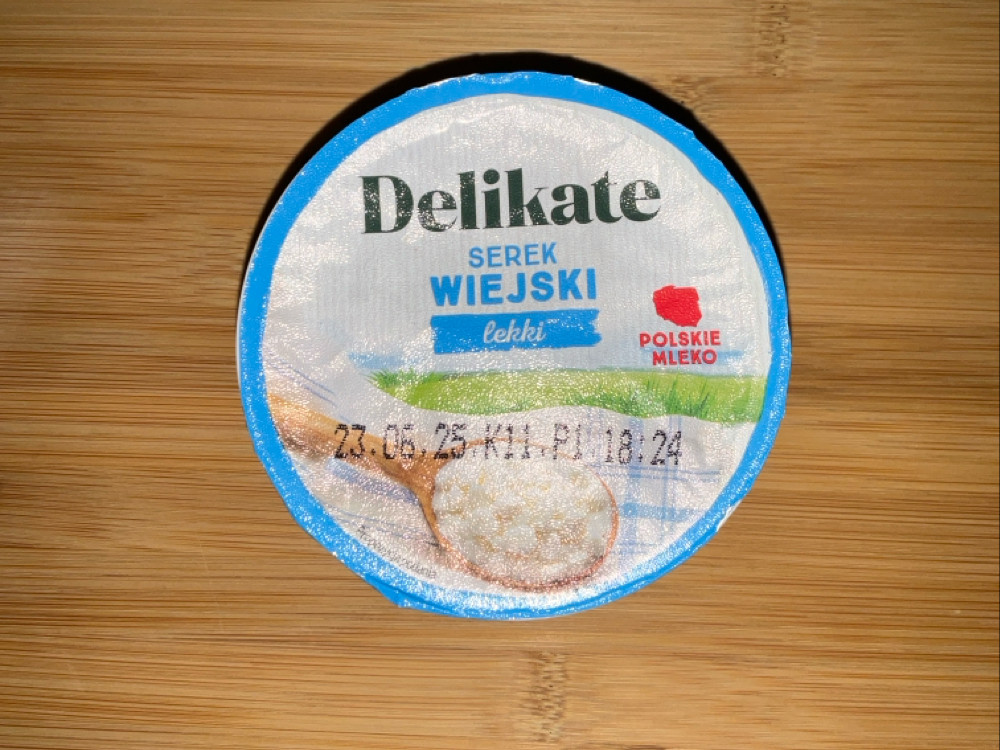 Delikate
SEREK
WIEJSKI
lekki
POLSKIE
MLEKO
23.06.25.K11.P1 18:24